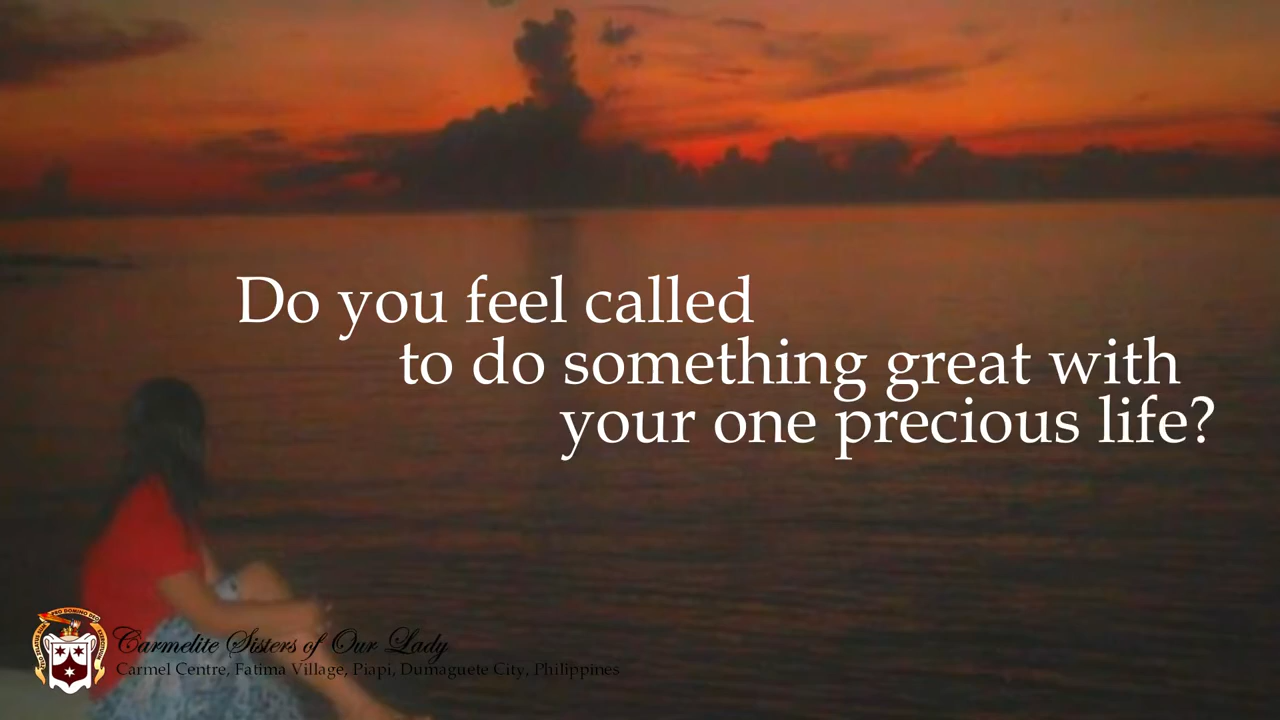 Do you feel called
to do something great with
your one precious life?
Carmelite Sisters of Our Lady
Carmel Centre, Fatima Village, Piapi, Dumaguete City, Philippines